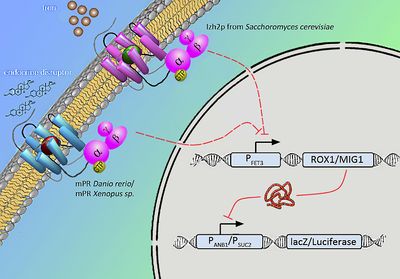 iron
Izh2p from Saccharomyces cerevisiae
endocrine disruptor
γ
β
α
γ
β
α
mPR Danio rerio/
mPR Xenopus sp.
PFET3
ROX1/MIG1
PANB1/PSUC2
lacZ/Luciferase